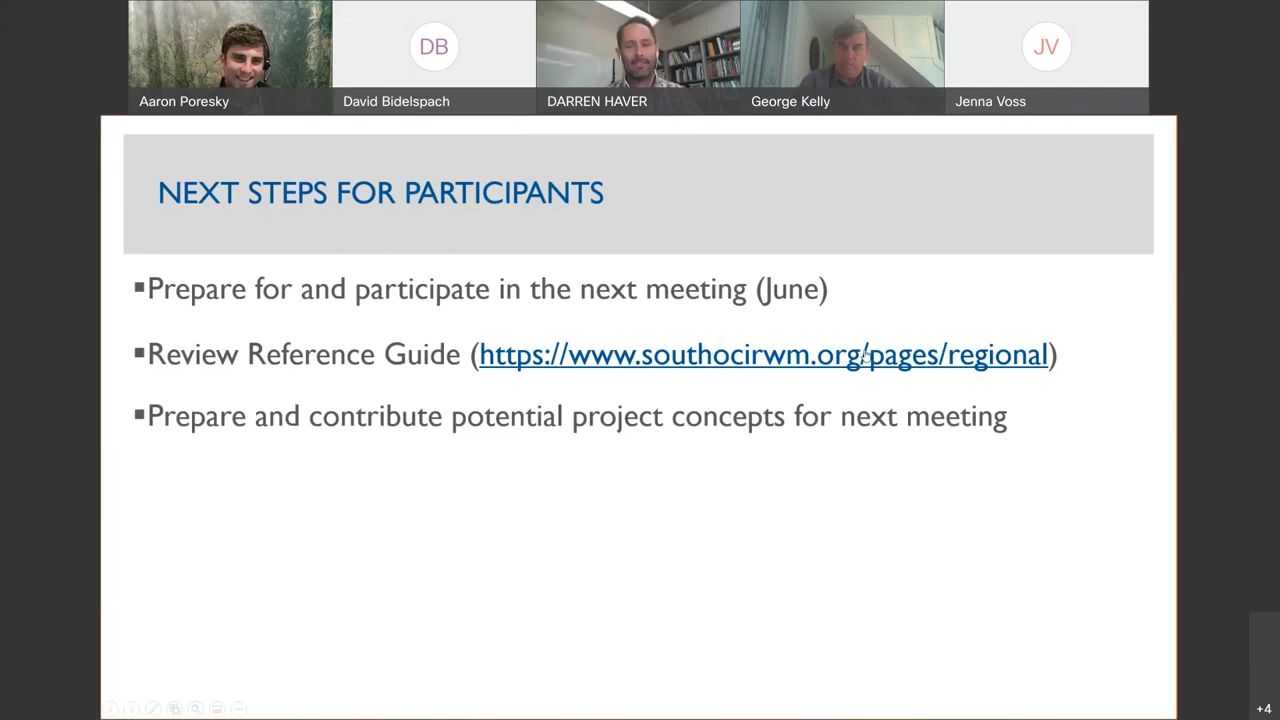 DB
JV
Aaron Poresky
David Bidelspach
DARREN HAVER
George Kelly
Jenna Voss
NEXT STEPS FOR PARTICIPANTS
▪Prepare for and participate in the next meeting (June)
▪Review Reference Guide (https://www.southocirwm.org/pages/regional)
▪Prepare and contribute potential project concepts for next meeting
+4